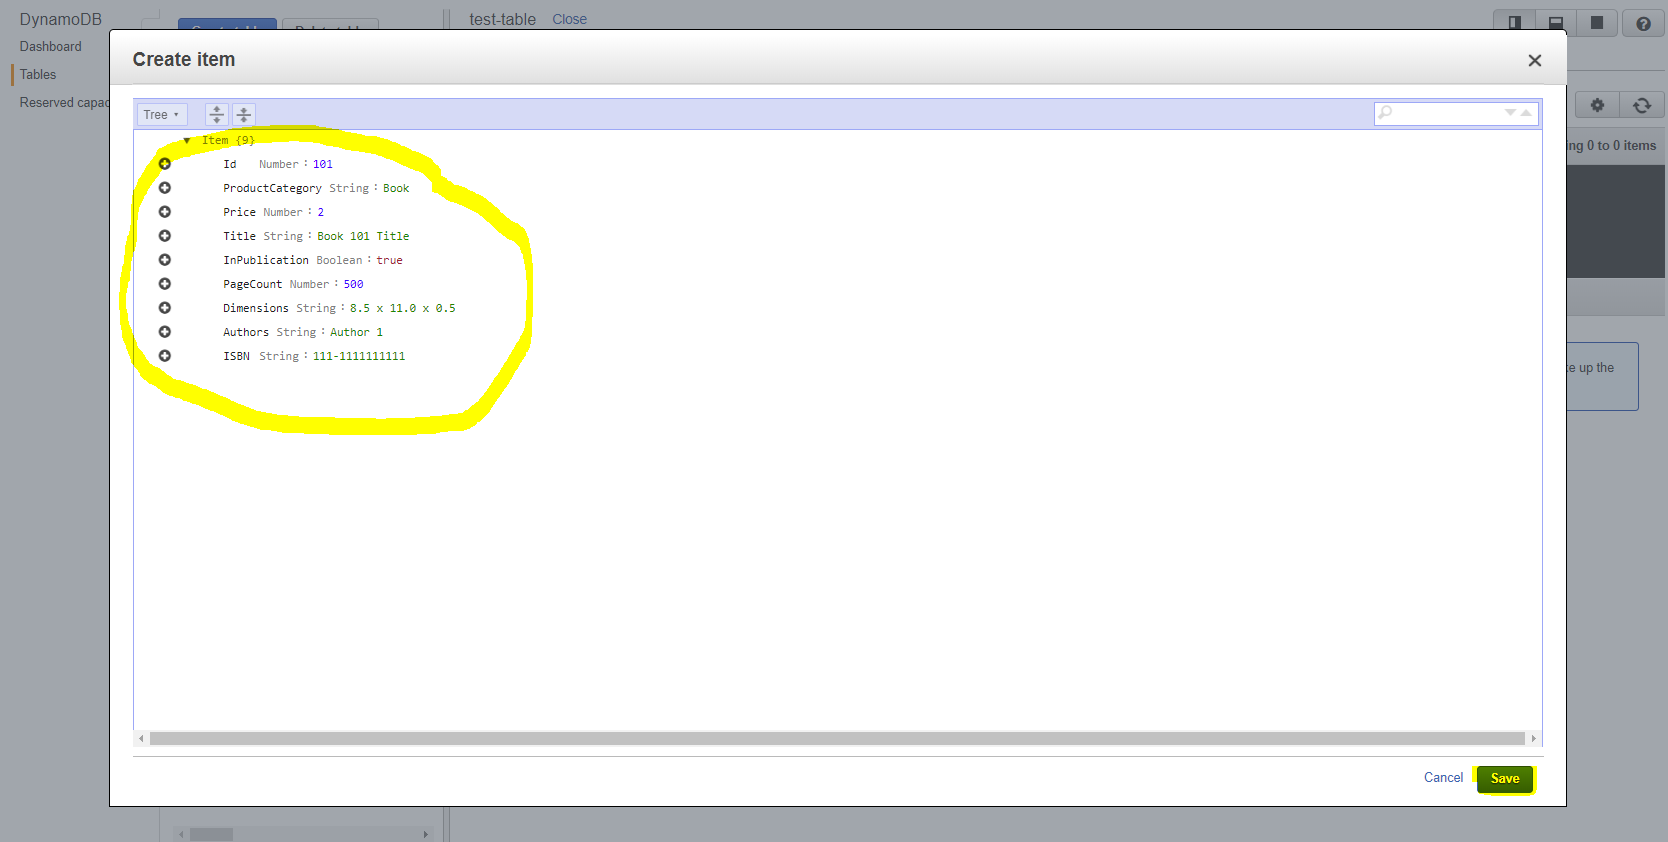 DynamoDB
Dashboard
Tables
Reserved capac
test-table Close
Create item
Tree
Item {9}
Id Number : 101
ProductCategory String : Book
Price Number : 2
Title String : Book 101 Title
InPublication Boolean : true
PageCount Number : 500
Dimensions String : 8.5 x 11.0 x 0.5
Authors String : Author 1
ISBN String : 111-1111111111
ing 0 to 0 items
ke up the
Cancel Save